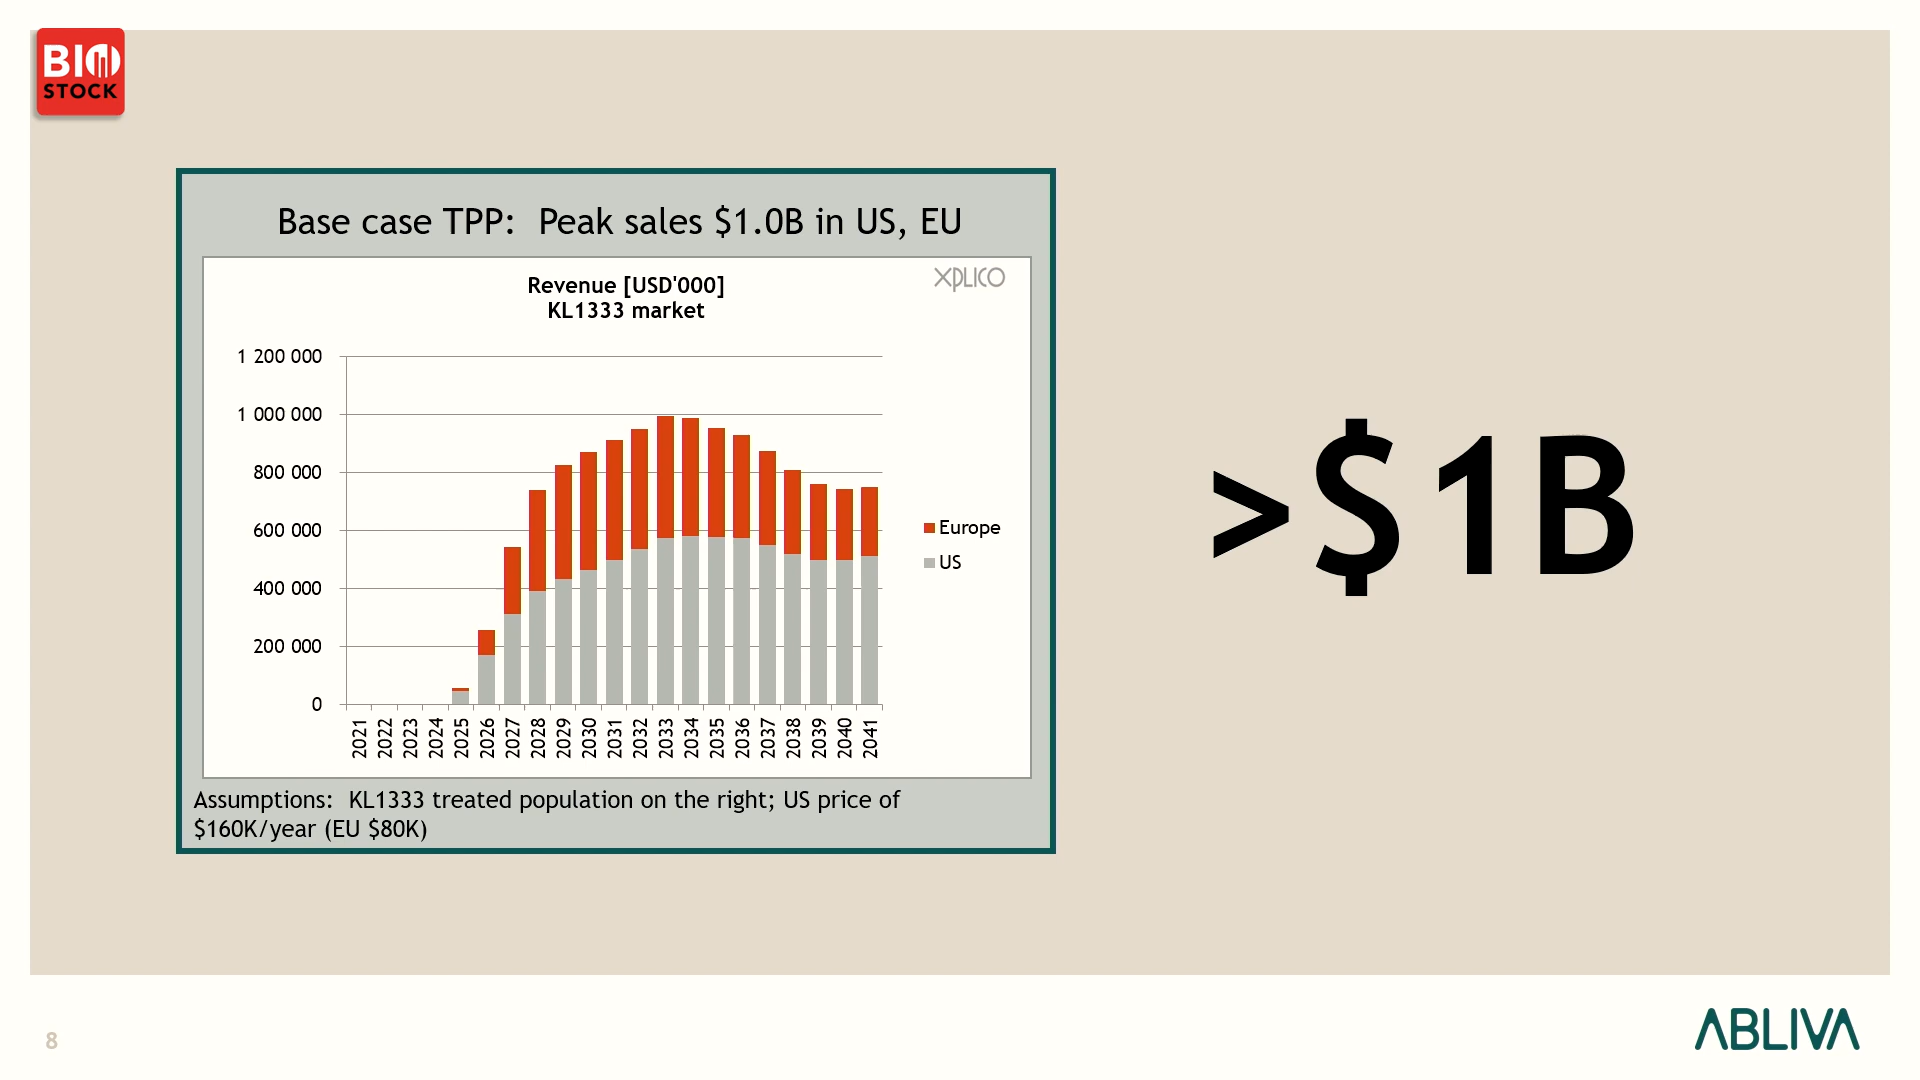 BIO
STOCK
Base case TPP: Peak sales $1.0B in US, EU
Revenue [USD'000]
KL1333 market
XPLICO
1 200 000
1 000 000
800 000
600 000
400 000
200 000
0
2021
2022
2023
2024
2025
2026
2027
2028
2029
2030
2031
2032
2033
2034
2035
2036
2037
2038
2039
2040
2041
Europe
US
Assumptions: KL1333 treated population on the right; US price of
$160K/year (EU $80K)
>$1B
8
ABLIVA